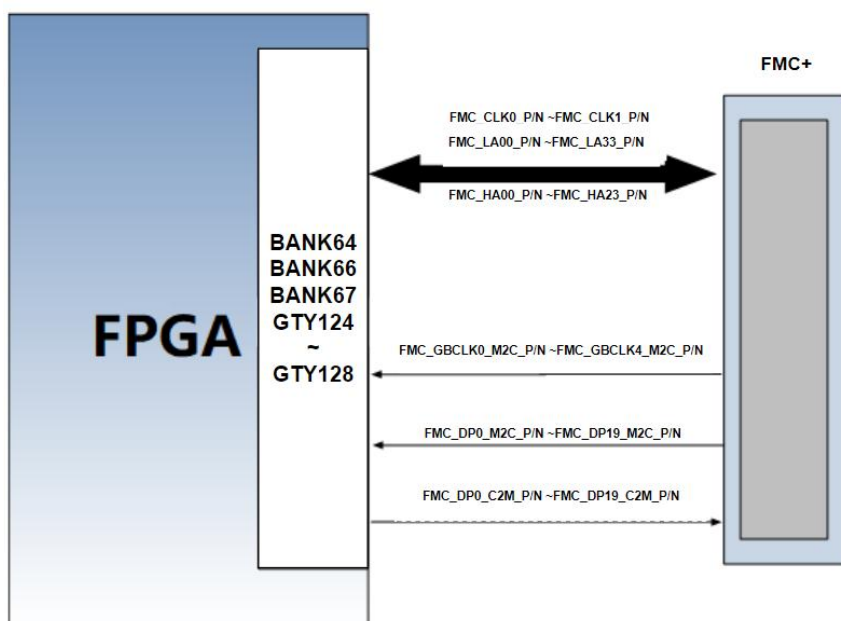 FMC+
FMC_CLK0_P/N ~FMC_CLK1_P/N
FMC_LA00_P/N ~FMC_LA33_P/N
FMC_HA00_P/N ~FMC_HA23_P/N
BANK64
BANK66
BANK67
GTY124
~
GTY128
FPGA
FMC_GBCLK0_M2C_P/N ~FMC_GBCLK4_M2C_P/N
FMC_DP0_M2C_P/N ~FMC_DP19_M2C_P/N
FMC_DP0_C2M_P/N ~FMC_DP19_C2M_P/N